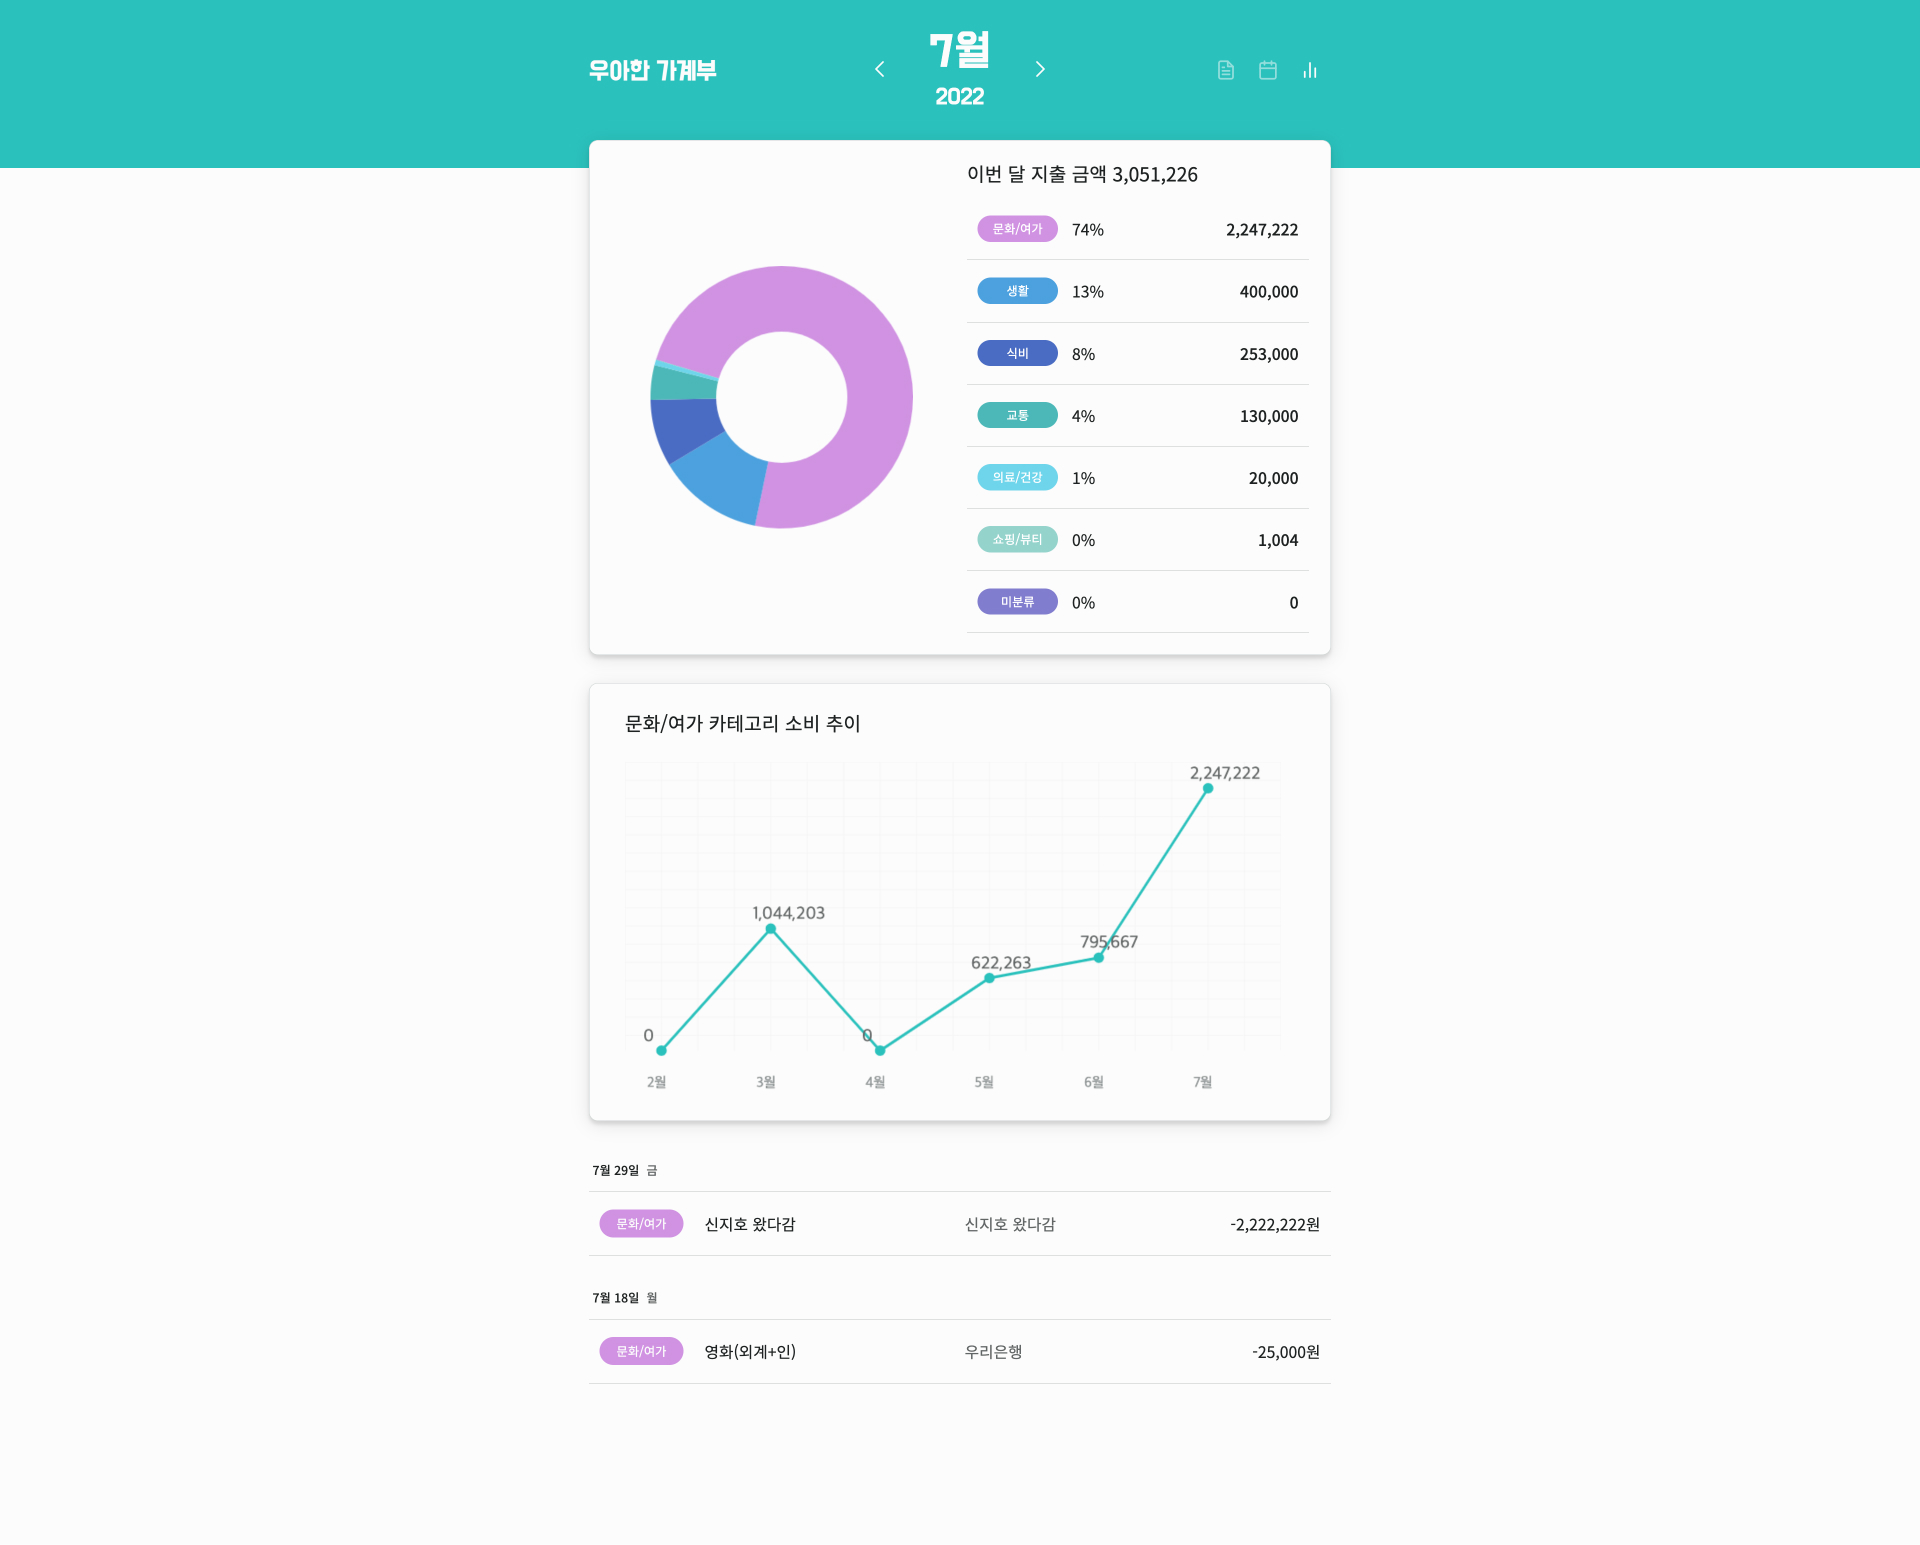 우아한 가계부
7월
2022
이번 달 지출 금액 3,051,226
문화/여가 74% 2,247,222
생활 13% 400,000
식비 8% 253,000
교통 4% 130,000
의료/건강 1% 20,000
쇼핑/뷰티 0% 1,004
미분류 0% 0
문화/여가 카테고리 소비 추이
2,247,222
1,044,203
795,667
622,263
0 0
2월 3월 4월 5월 6월 7월
7월 29일 금
문화/여가 신지호 왔다감 신지호 왔다감 -2,222,222원
7월 18일 월
문화/여가 영화(외계+인) 우리은행 -25,000원